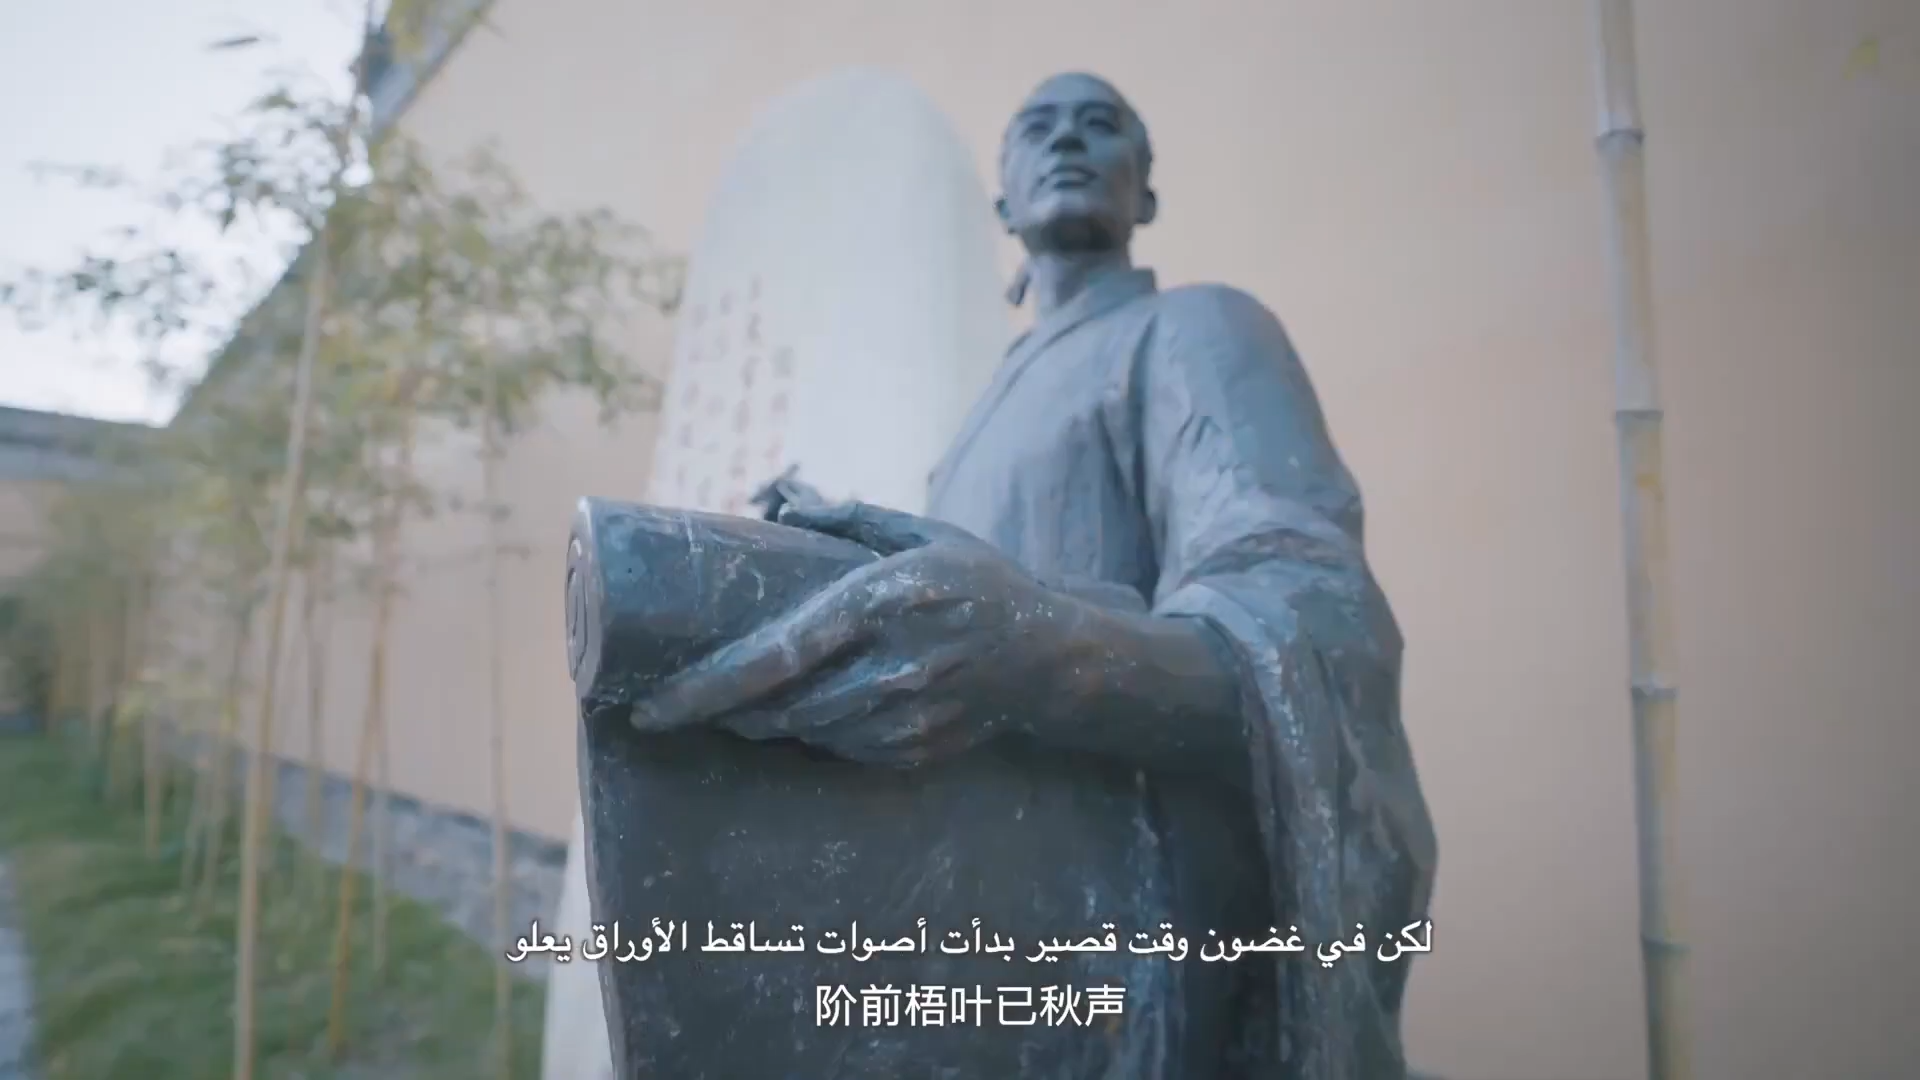 لكن في غضون وقت قصير بدأت أصوات تساقط الأوراق يعلو
阶前梧叶已秋声